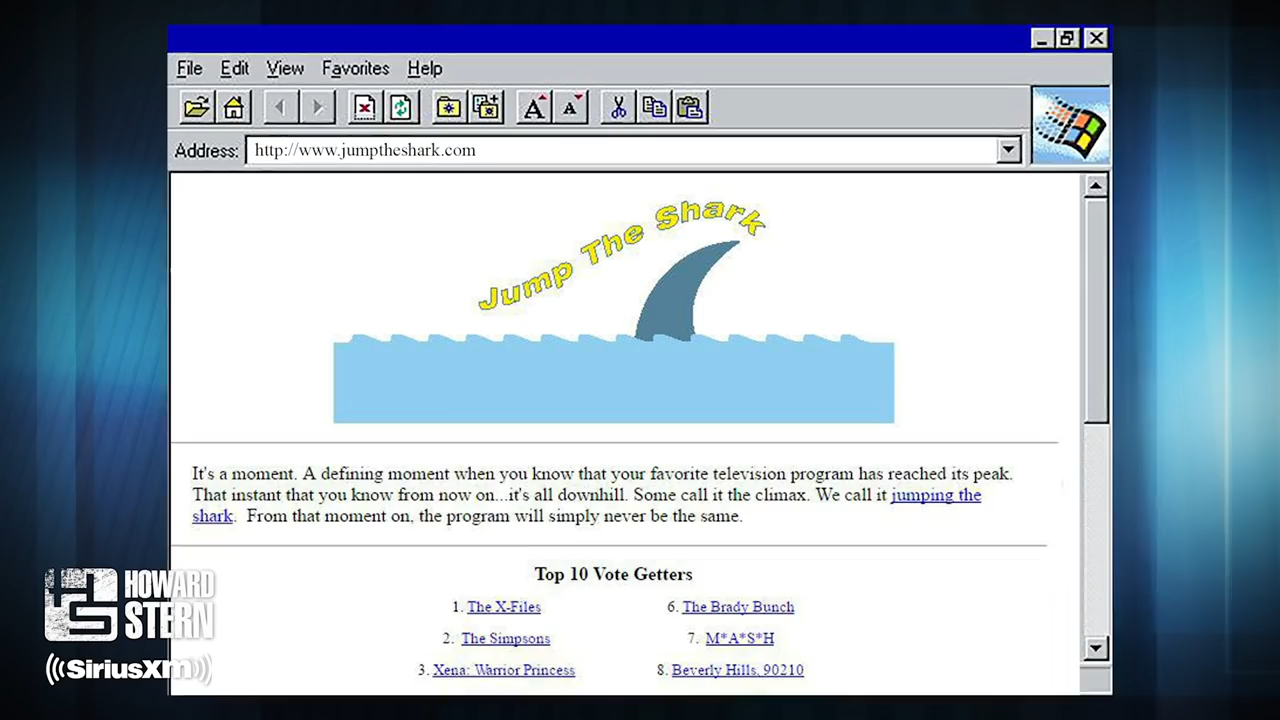 File Edit View Favorites Help
Address: http://www.jumptheshark.com
Jump The Shark
It's a moment. A defining moment when you know that your favorite television program has reached its peak.
That instant that you know from now on...it's all downhill. Some call it the climax. We call it jumping the
shark. From that moment on, the program will simply never be the same.
Top 10 Vote Getters
1. The X-Files 6. The Brady Bunch
2. The Simpsons 7. M*A*S*H
3. Xena: Warrior Princess 8. Beverly Hills, 90210
HOWARD
STERN
((SiriusXM))